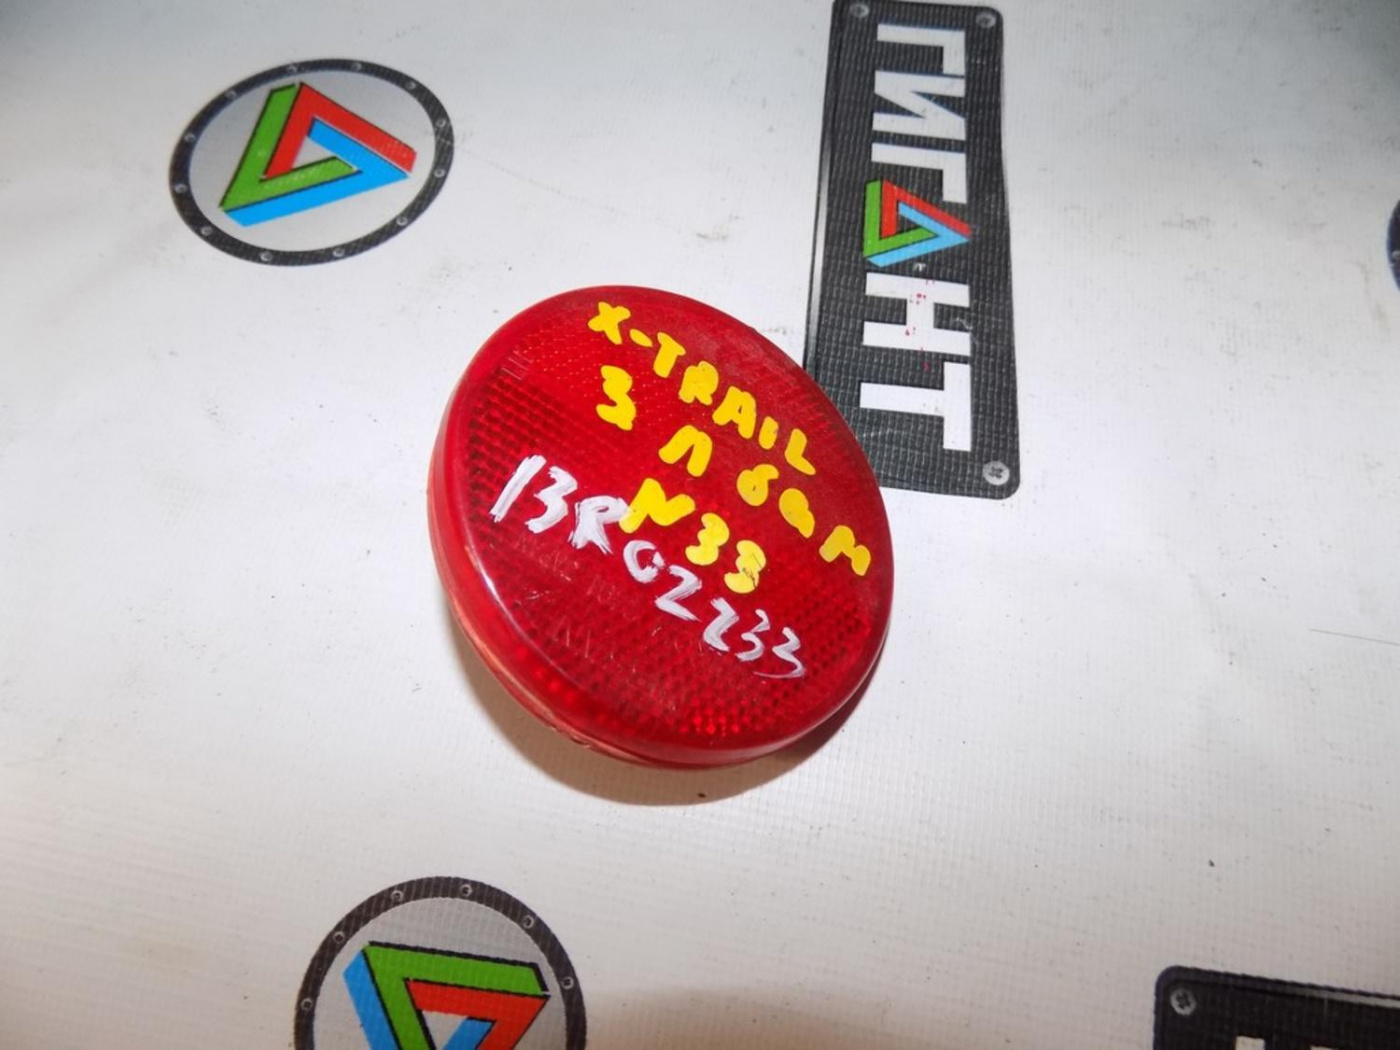 ГИГАНТ
X-TRAIL
З П бам
N33
13R02233